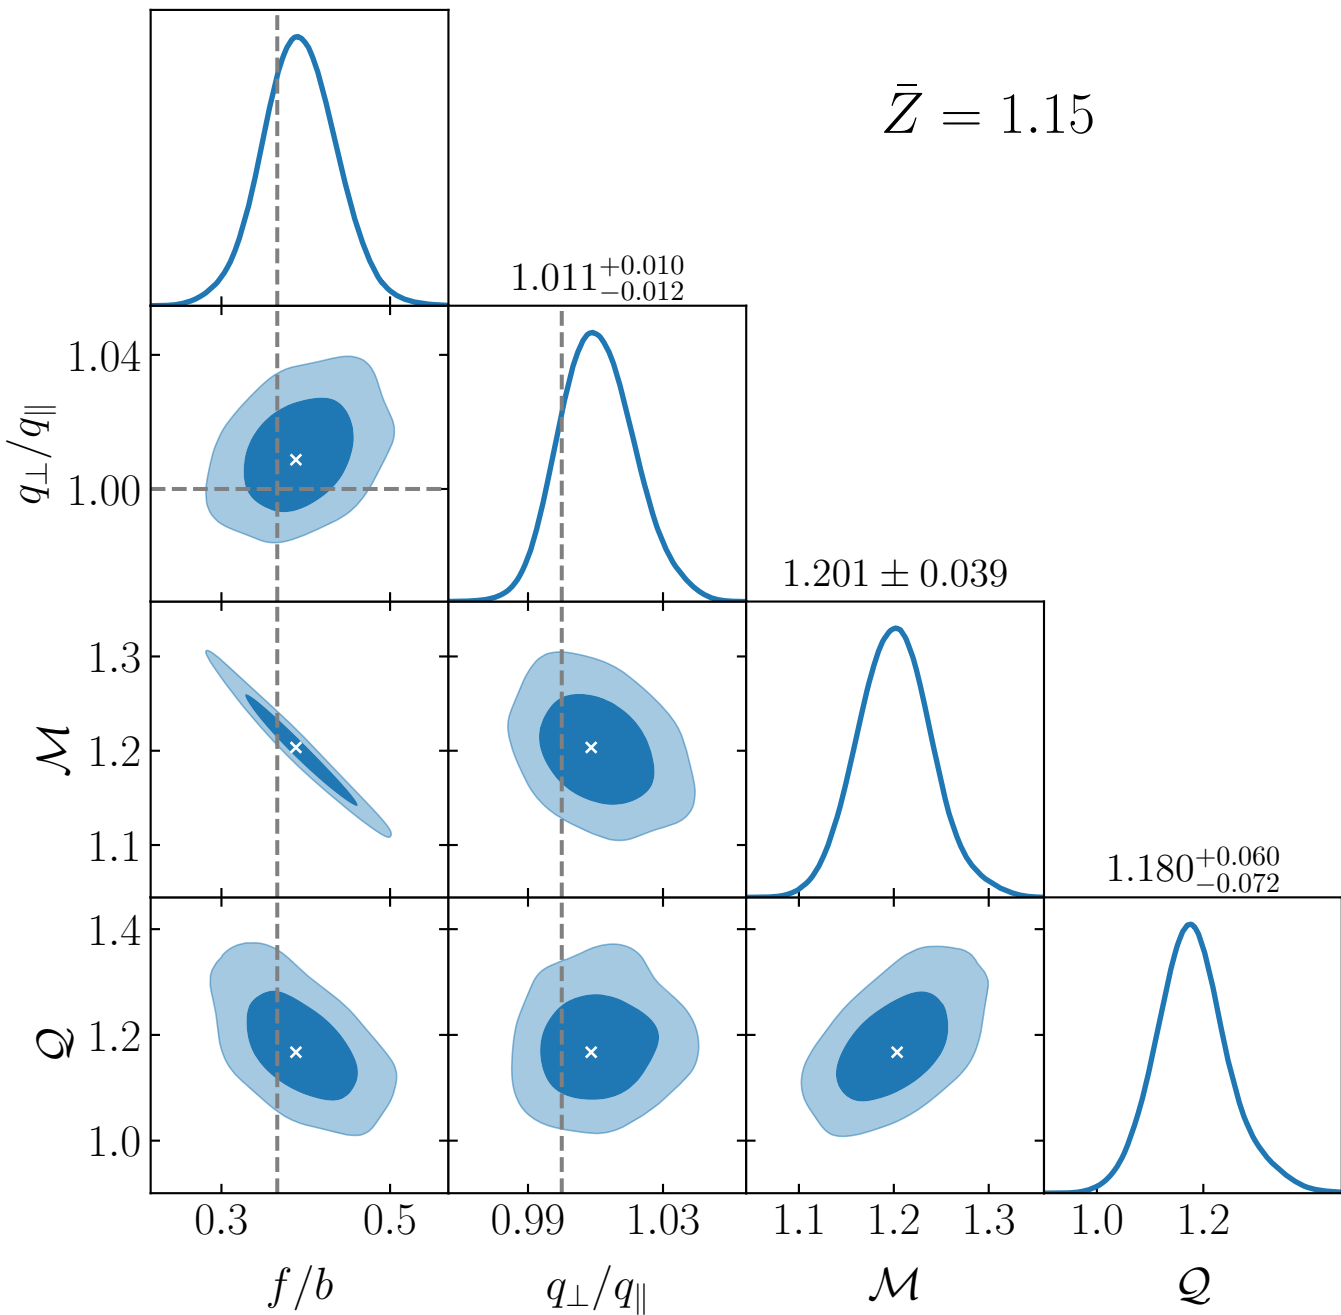 Z̄ = 1.15
1.011^{+0.010}_{-0.012}
1.04
q⊥/q∥
1.00
1.201 ± 0.039
1.3
ℳ
1.2
1.1
1.180^{+0.060}_{-0.072}
1.4
𝒬
1.2
1.0
0.3 0.5 0.99 1.03 1.1 1.2 1.3 1.0 1.2
f/b q⊥/q∥ ℳ 𝒬